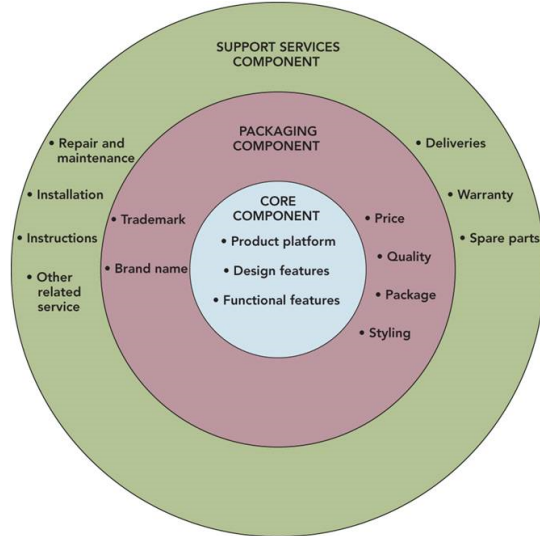 SUPPORT SERVICES
COMPONENT
PACKAGING
COMPONENT
CORE
COMPONENT
• Product platform
• Design features
• Functional features
• Trademark
• Brand name
• Price
• Quality
• Package
• Styling
• Repair and
maintenance
• Installation
• Instructions
• Other
related
service
• Deliveries
• Warranty
• Spare parts